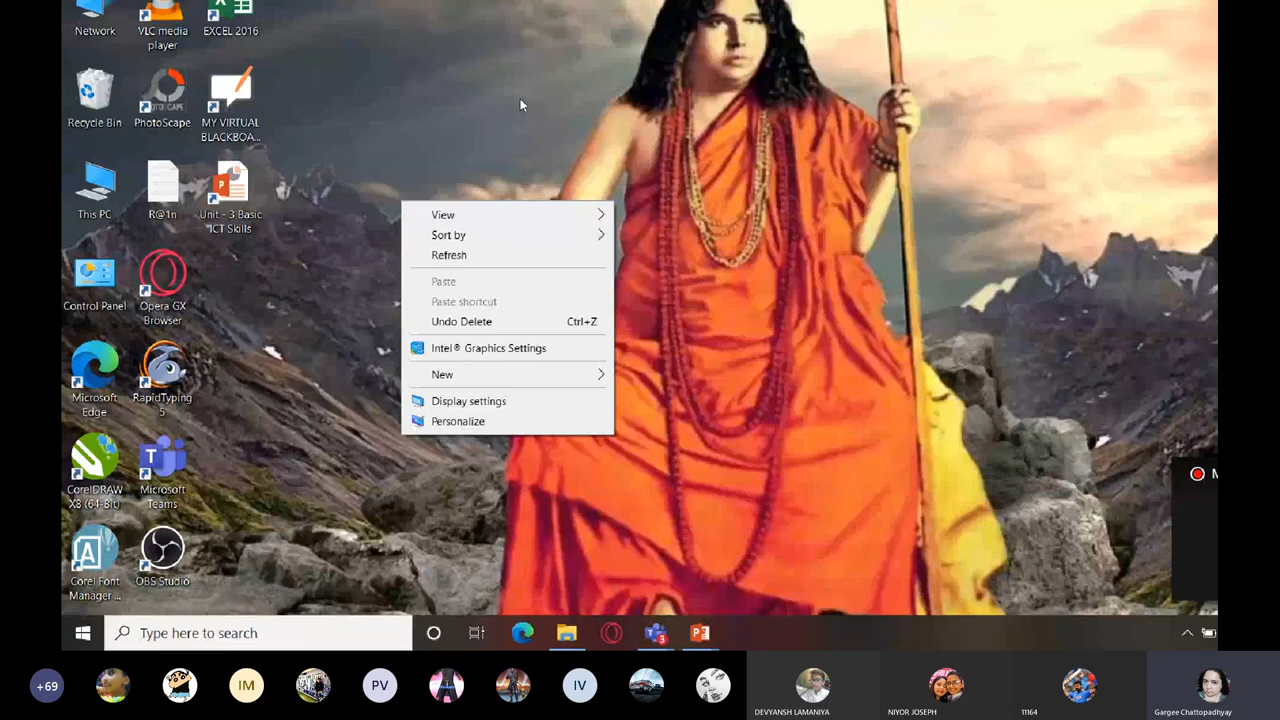 Network
VLC media
player
EXCEL 2016
Recycle Bin
PhotoScape
MY VIRTUAL
BLACKBOA...
This PC
R@1n
Unit - 3 Basic
ICT Skills
Control Panel
Opera GX
Browser
Microsoft
Edge
RapidTyping
5
CorelDRAW
X8 (64-Bit)
Microsoft
Teams
Corel Font
Manager ...
OBS Studio
View
Sort by
Refresh
Paste
Paste shortcut
Undo Delete Ctrl+Z
Intel® Graphics Settings
New
Display settings
Personalize
M
Type here to search
3
+69
IM
PV
IV
DEVYANSH LAMANIYA
NIYOR JOSEPH
11164
Gargee Chattopadhyay